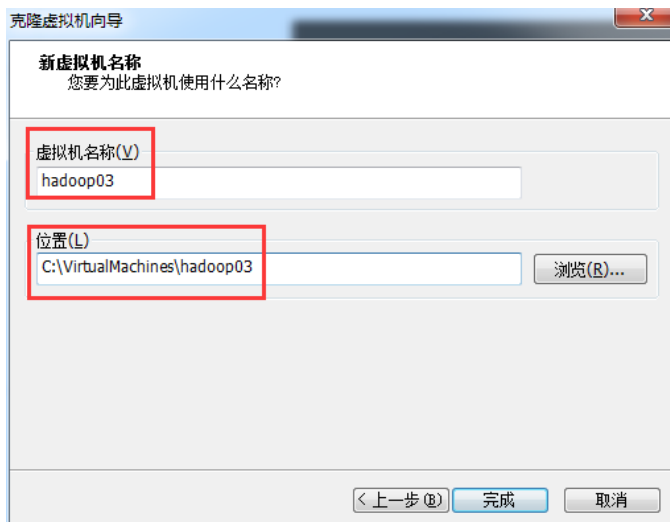 克隆虚拟机向导
新虚拟机名称
您要为此虚拟机使用什么名称?
虚拟机名称(V)
hadoop03
位置(L)
C:\VirtualMachines\hadoop03
浏览(R)...
< 上一步(B)
完成
取消